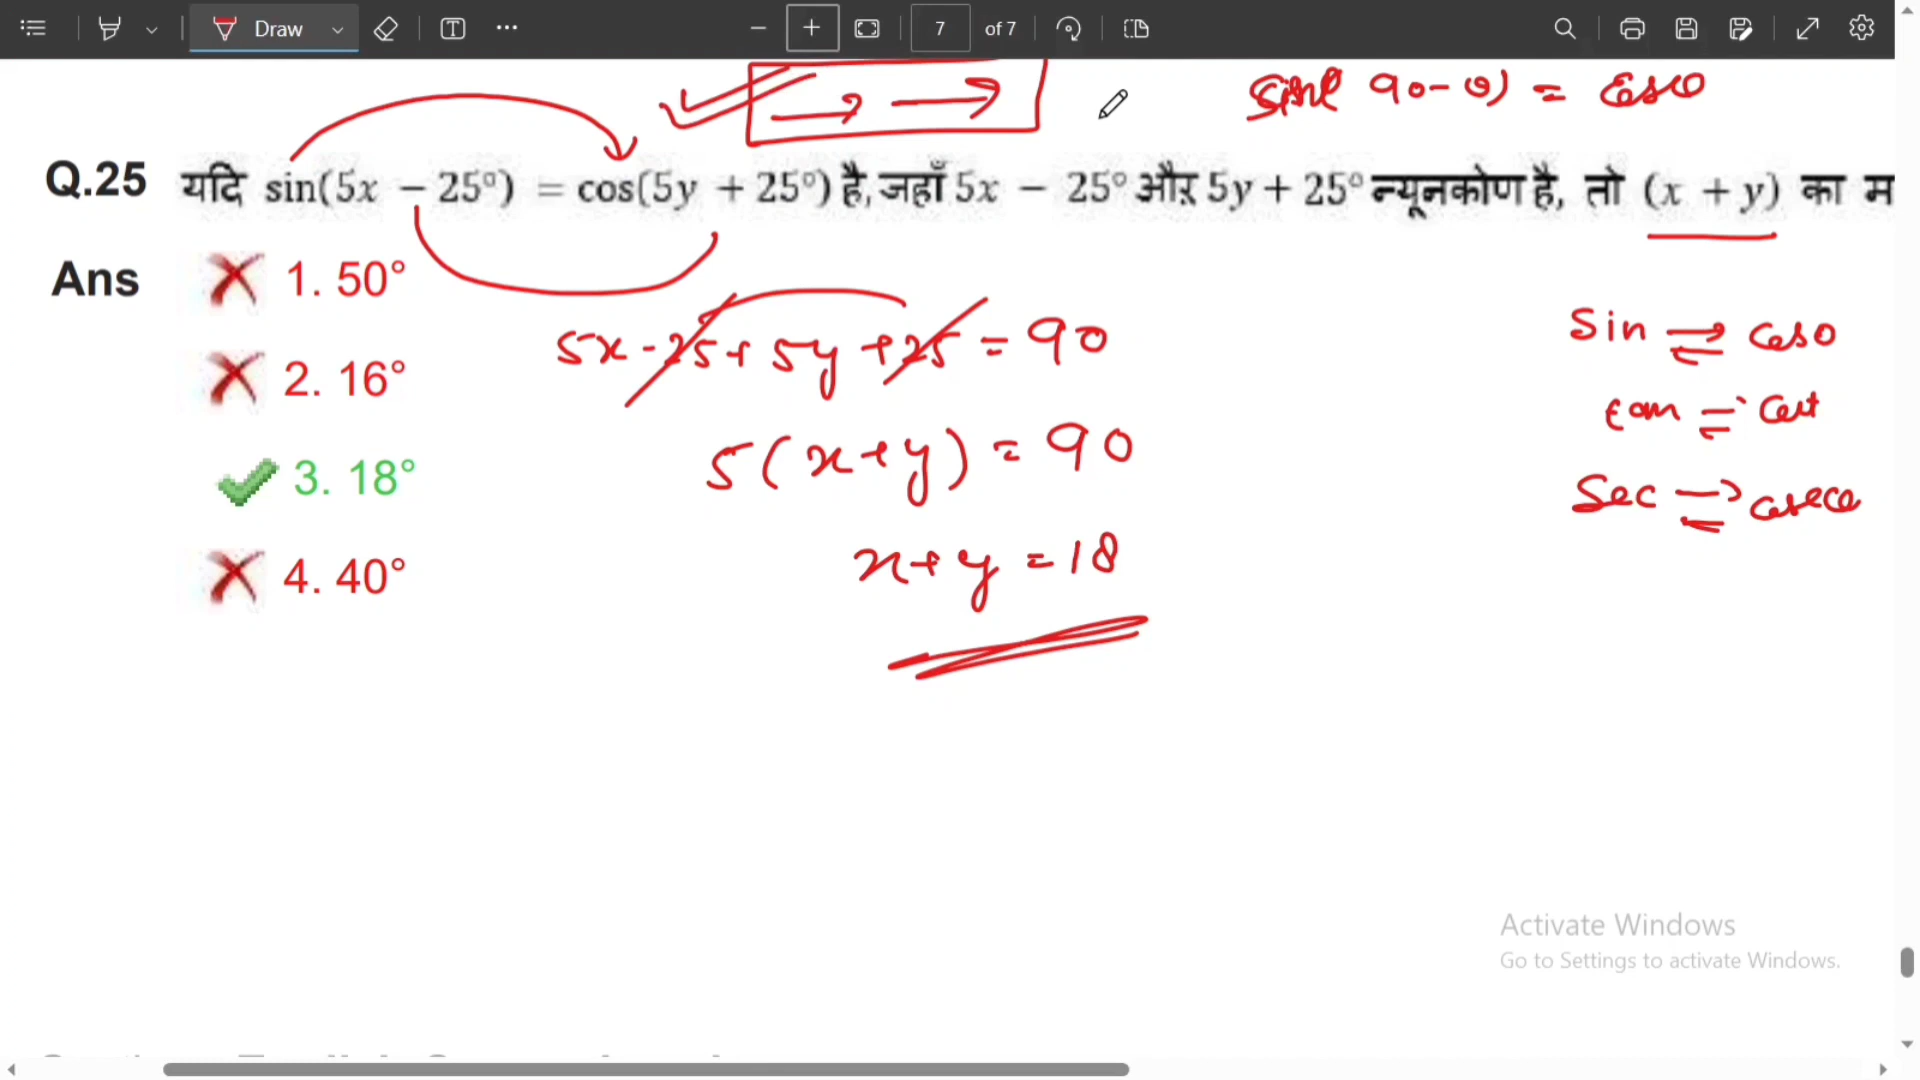 Draw
7 of 7
sin( 90-θ) = cosθ
Q.25 यदि sin(5x − 25°) = cos(5y + 25°) है, जहाँ 5x − 25° और 5y + 25° न्यूनकोण है, तो (x + y) का म
Ans 1. 50°
2. 16°
3. 18°
4. 40°
5x-25+5y+25=90
5(x+y)=90
x+y=18
Sin ⇌ cosθ
tan ⇌ cot
Sec ⇌
Activate Windows
Go to Settings to activate Windows.